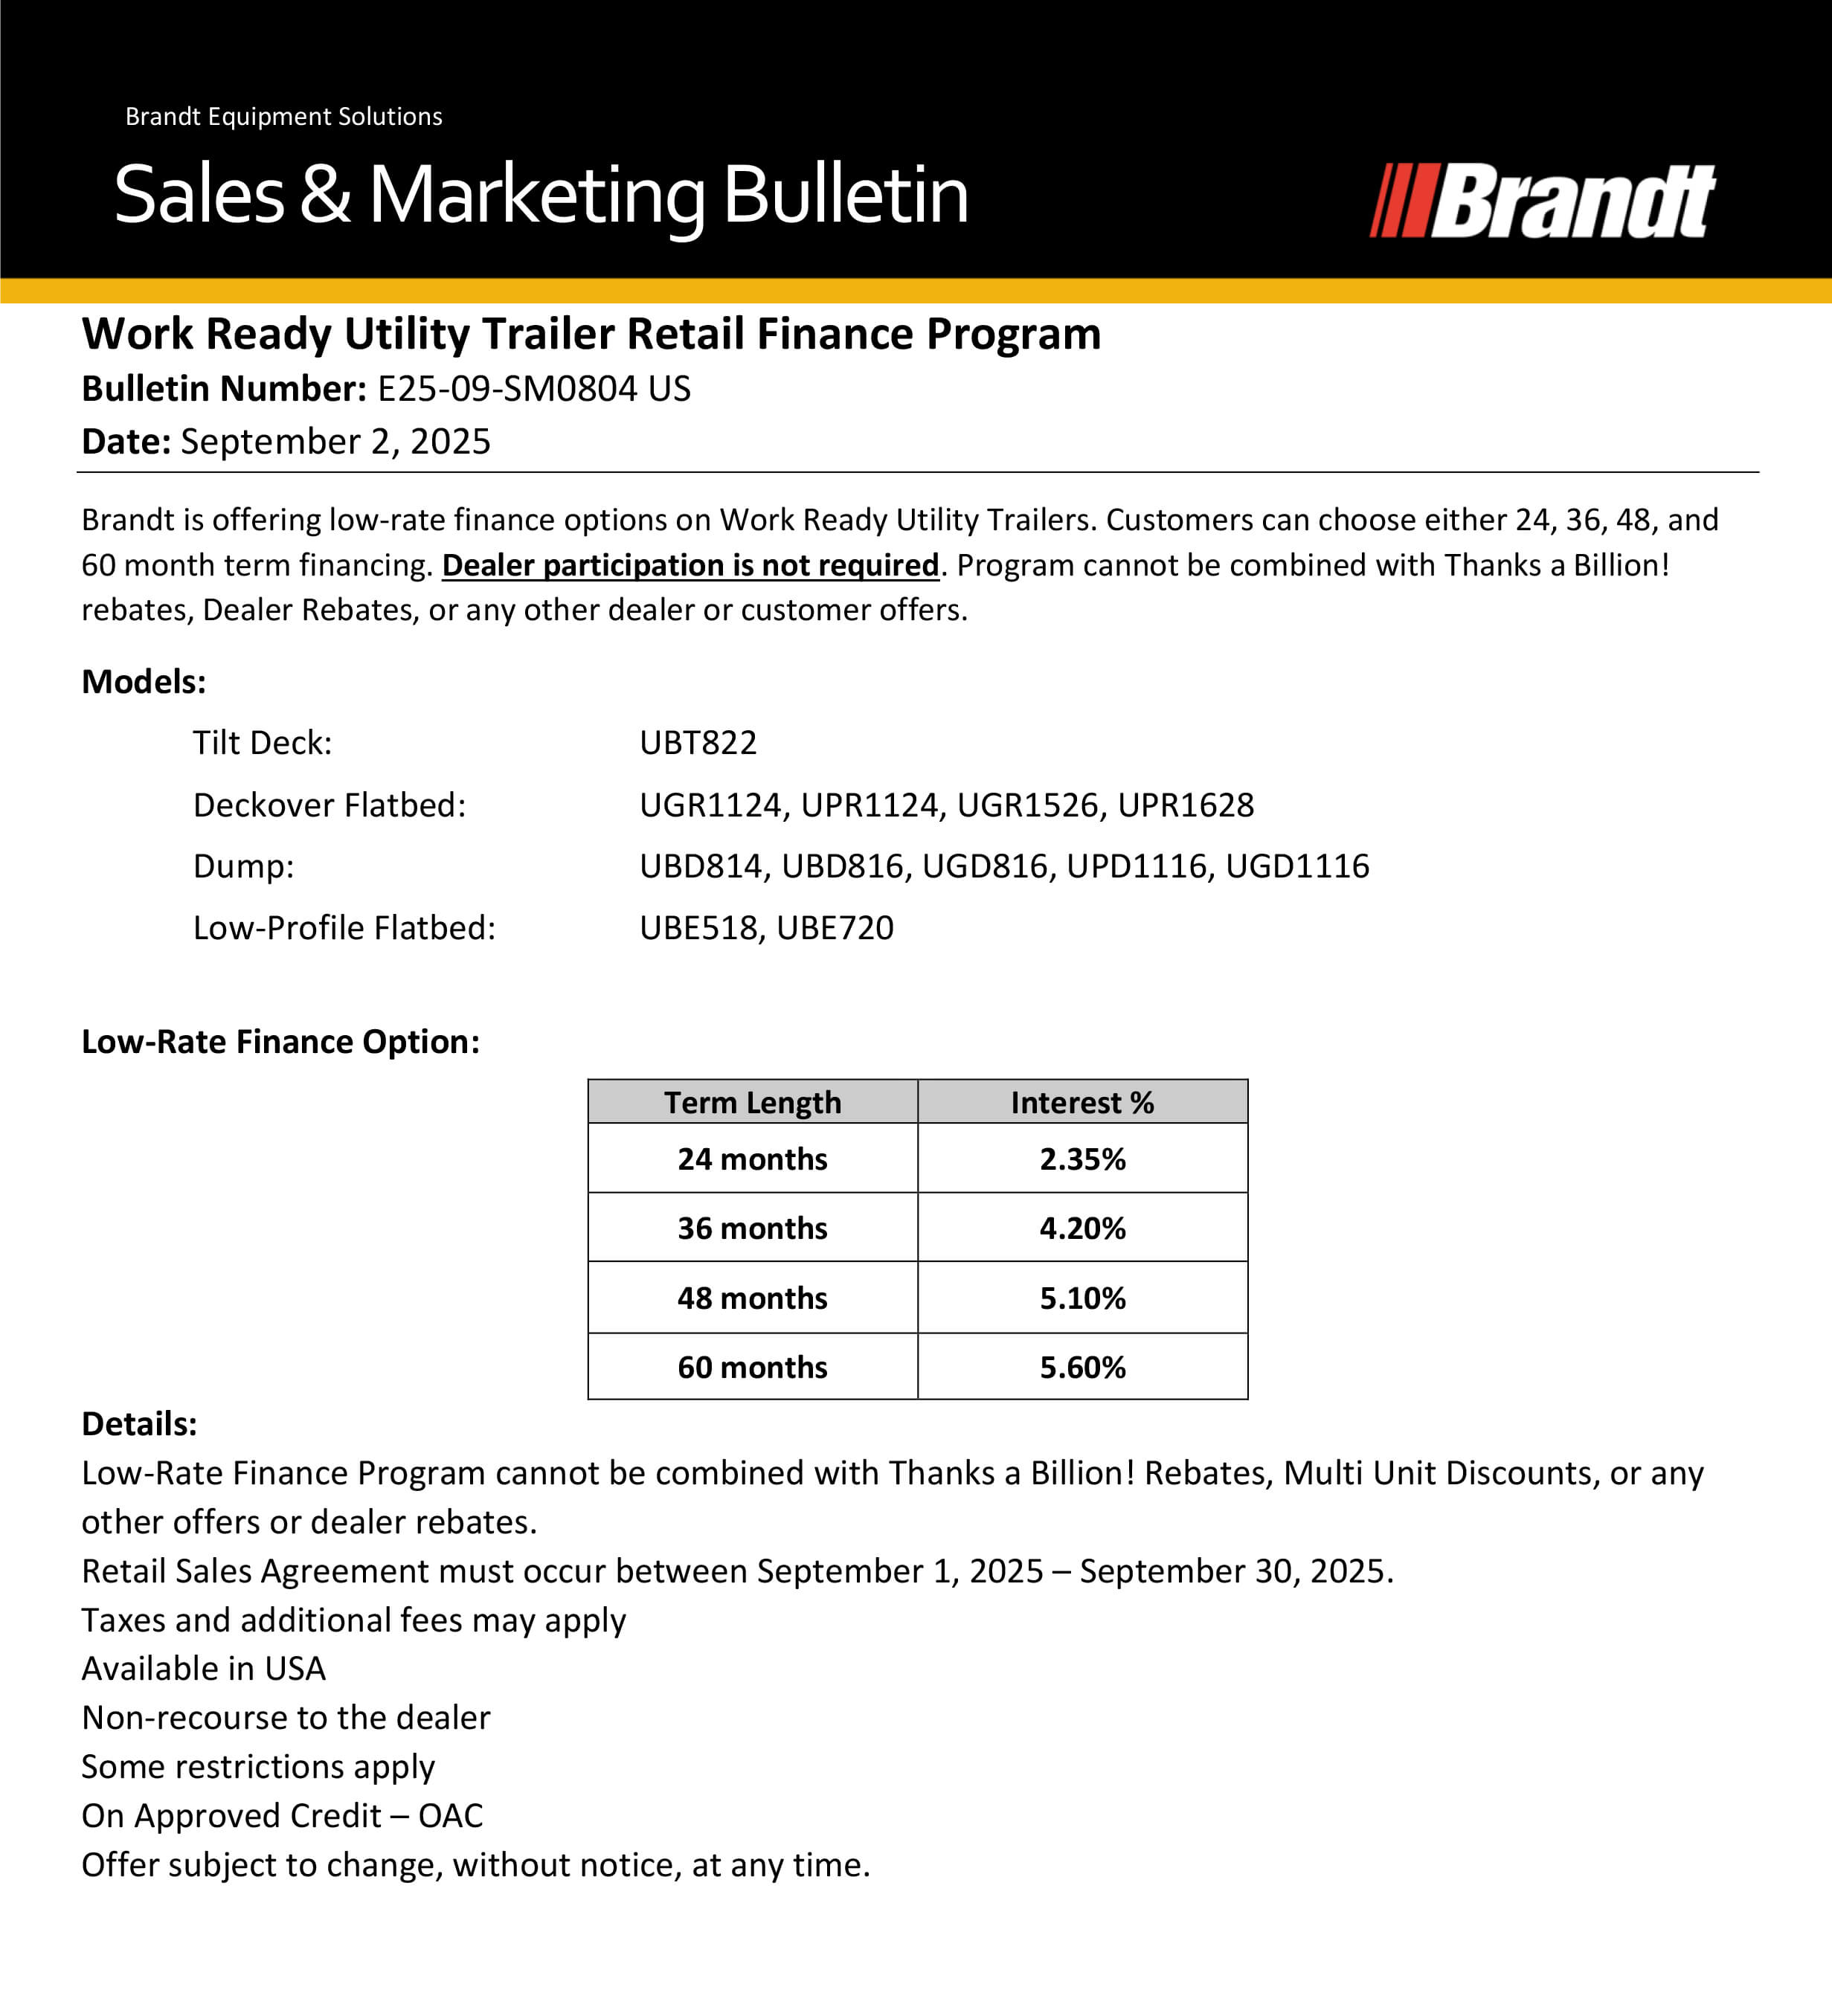 Brandt Equipment Solutions
Sales & Marketing Bulletin
Brandt
Work Ready Utility Trailer Retail Finance Program
Bulletin Number: E25-09-SM0804 US
Date: September 2, 2025
Brandt is offering low-rate finance options on Work Ready Utility Trailers. Customers can choose either 24, 36, 48, and
60 month term financing. Dealer participation is not required. Program cannot be combined with Thanks a Billion!
rebates, Dealer Rebates, or any other dealer or customer offers.
Models:
Tilt Deck: UBT822
Deckover Flatbed: UGR1124, UPR1124, UGR1526, UPR1628
Dump: UBD814, UBD816, UGD816, UPD1116, UGD1116
Low-Profile Flatbed: UBE518, UBE720
Low-Rate Finance Option:
Term Length Interest %
24 months 2.35%
36 months 4.20%
48 months 5.10%
60 months 5.60%
Details:
Low-Rate Finance Program cannot be combined with Thanks a Billion! Rebates, Multi Unit Discounts, or any
other offers or dealer rebates.
Retail Sales Agreement must occur between September 1, 2025 – September 30, 2025.
Taxes and additional fees may apply
Available in USA
Non-recourse to the dealer
Some restrictions apply
On Approved Credit – OAC
Offer subject to change, without notice, at any time.